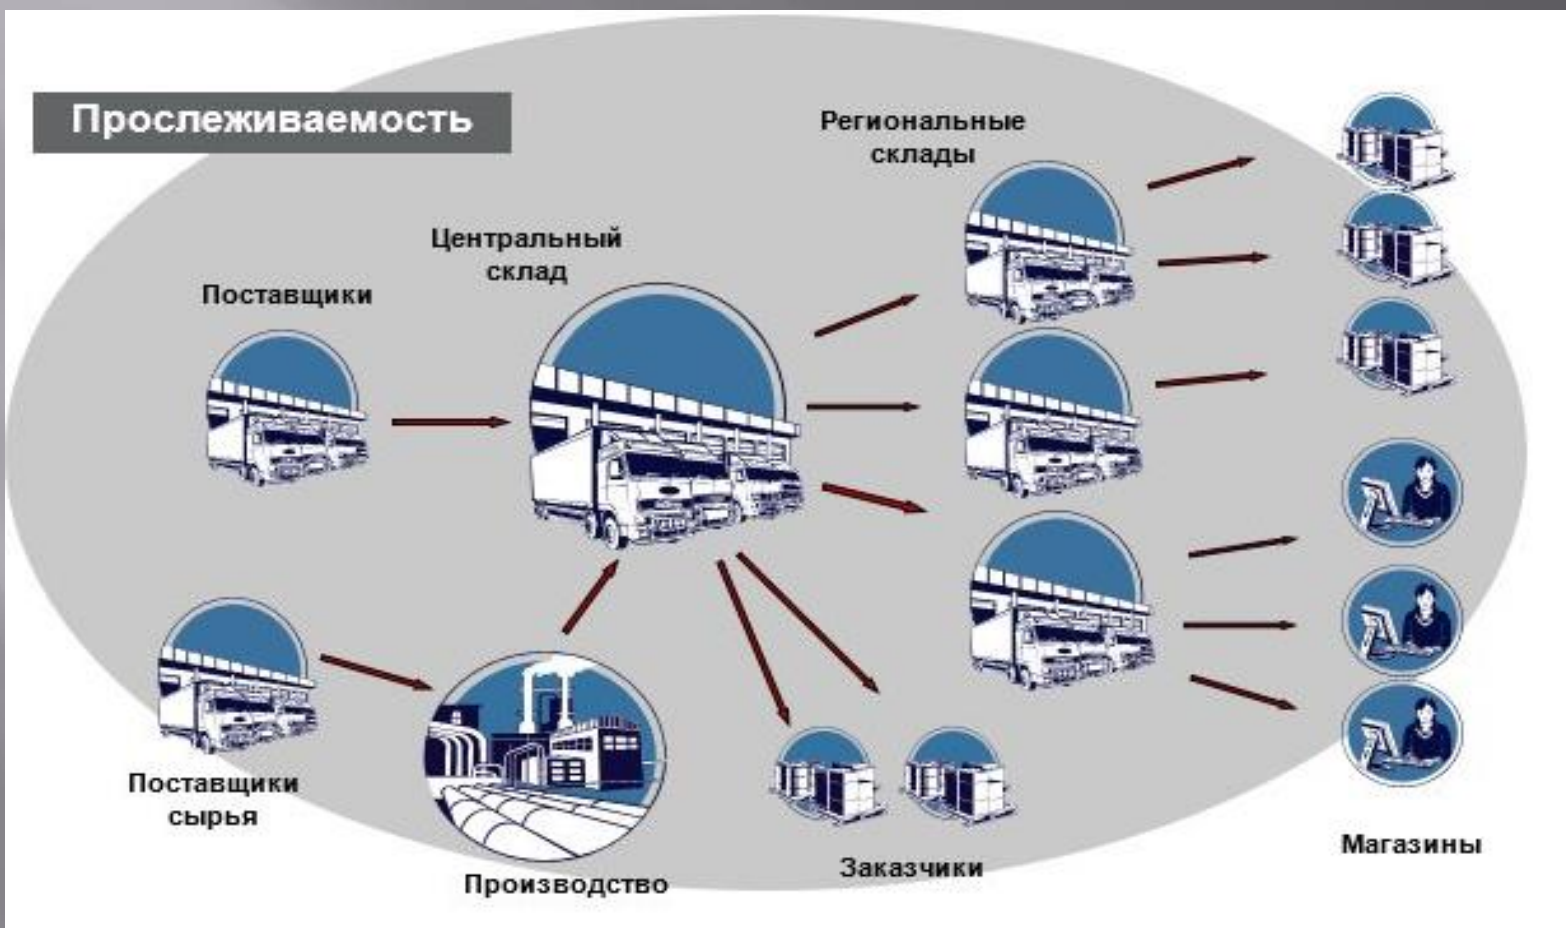 Прослеживаемость
Региональные
склады
Центральный
склад
Поставщики
Поставщики
сырья
Производство
Заказчики
Магазины